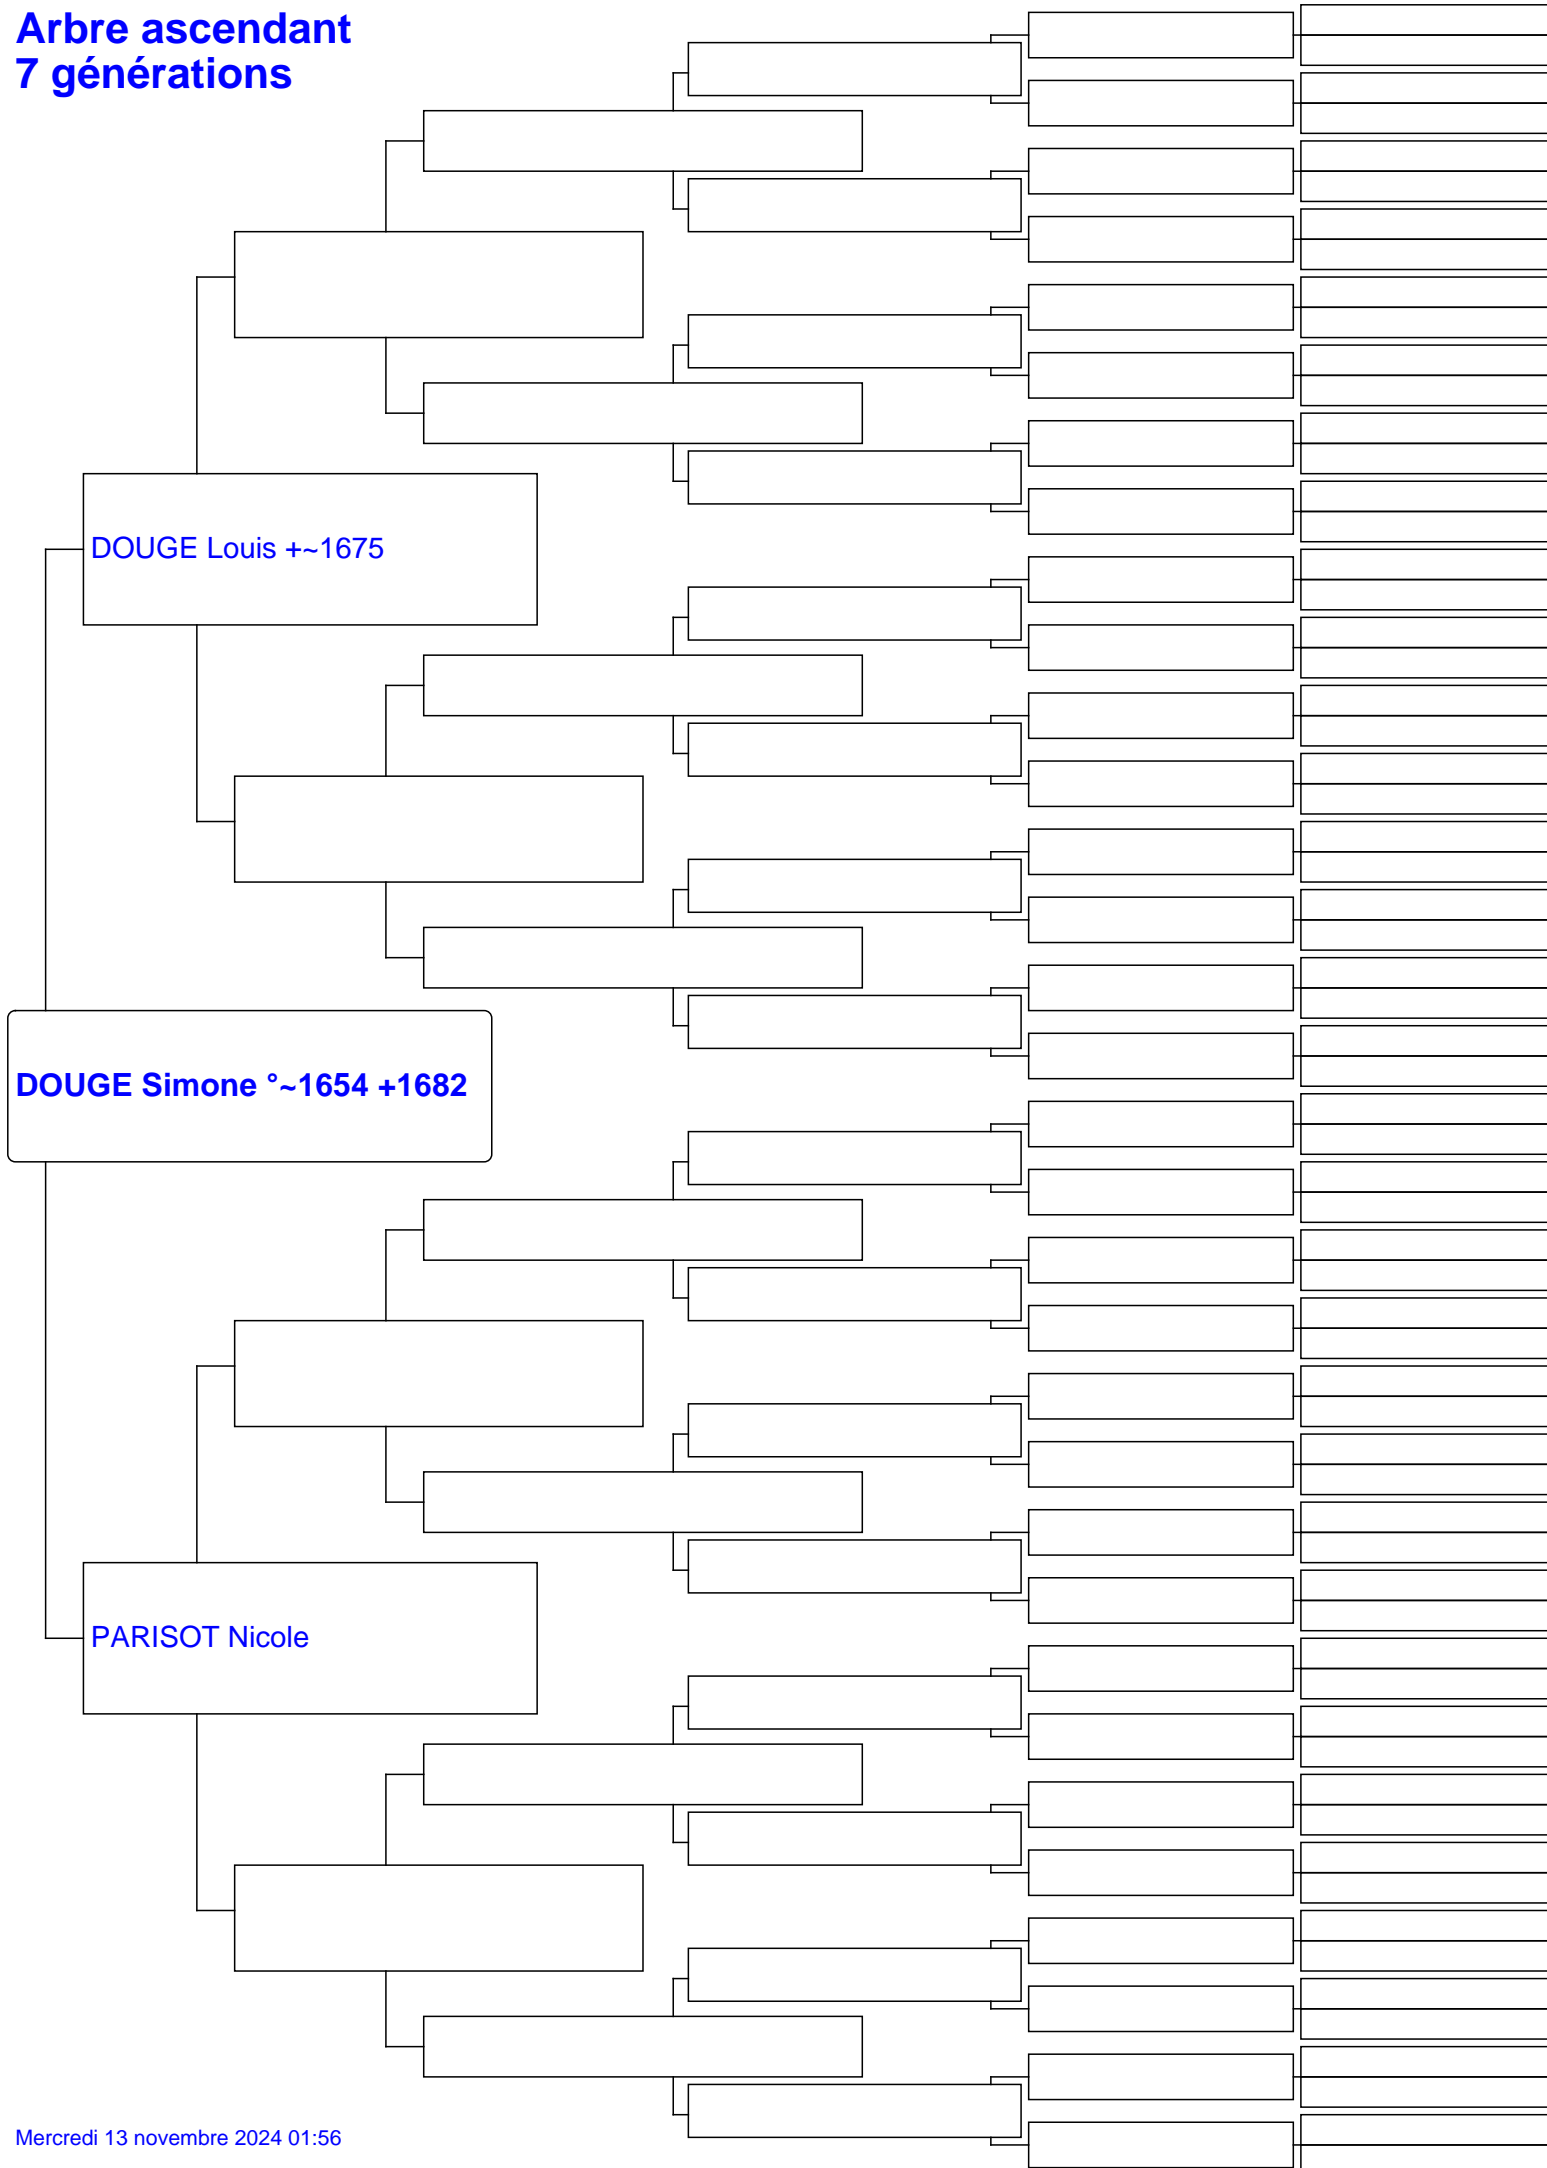 Arbre ascendant
7 générations
DOUGE Louis +~1675
DOUGE Simone °~1654 +1682
PARISOT Nicole
Mercredi 13 novembre 2024 01:56